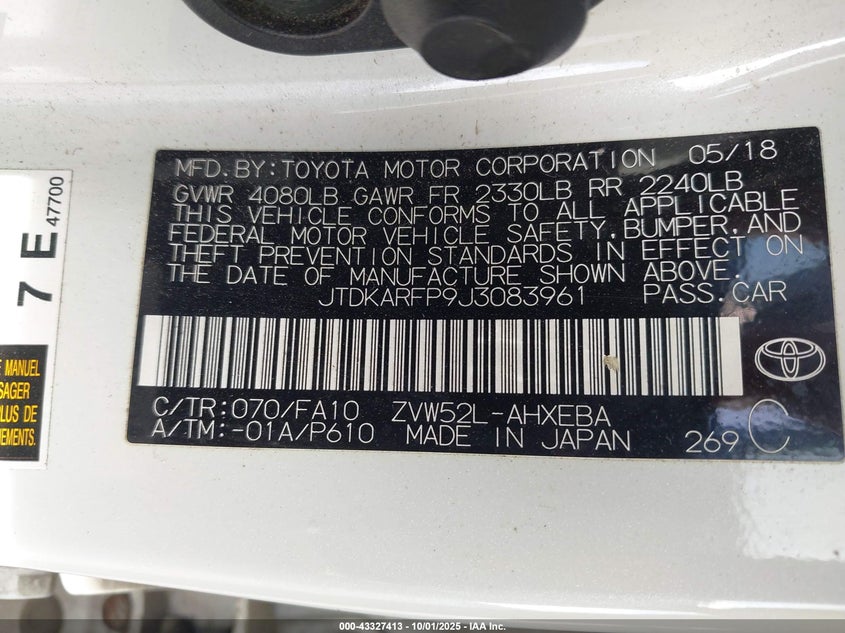 MFD.BY:TOYOTA MOTOR CORPORATION 05/18
GVWR 4080LB GAWR FR 2330LB RR 2240LB
THIS VEHICLE CONFORMS TO ALL APPLICABLE
FEDERAL MOTOR VEHICLE SAFETY,BUMPER,AND
THEFT PREVENTION STANDARDS IN EFFECT ON
THE DATE OF MANUFACTURE SHOWN ABOVE.
JTDKARFP9J3083961 PASS.CAR
C/TR:070/FA10 ZVW52L-AHXEBA
A/TM:-01A/P610 MADE IN JAPAN 269 C
7 E 47700
MANUEL
PLUS DE
000-43327413 - 10/01/2025 - IAA Inc.